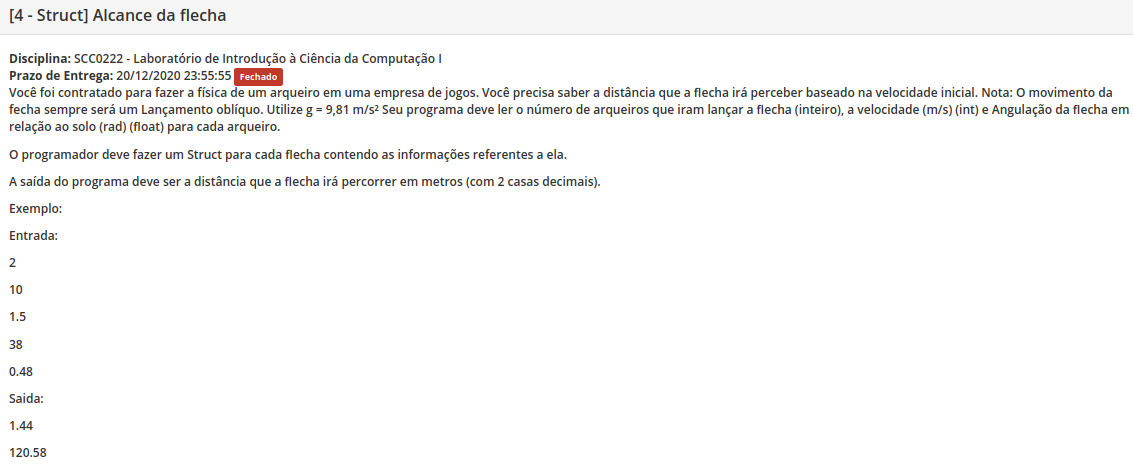 [4 - Struct] Alcance da flecha
Disciplina: SCC0222 - Laboratório de Introdução à Ciência da Computação I
Prazo de Entrega: 20/12/2020 23:55:55 Fechado
Você foi contratado para fazer a física de um arqueiro em uma empresa de jogos. Você precisa saber a distância que a flecha irá perceber baseado na velocidade inicial. Nota: O movimento da
fecha sempre será um Lançamento oblíquo. Utilize g = 9,81 m/s² Seu programa deve ler o número de arqueiros que iram lançar a flecha (inteiro), a velocidade (m/s) (int) e Angulação da flecha em
relação ao solo (rad) (float) para cada arqueiro.
O programador deve fazer um Struct para cada flecha contendo as informações referentes a ela.
A saída do programa deve ser a distância que a flecha irá percorrer em metros (com 2 casas decimais).
Exemplo:
Entrada:
2
10
1.5
38
0.48
Saida:
1.44
120.58